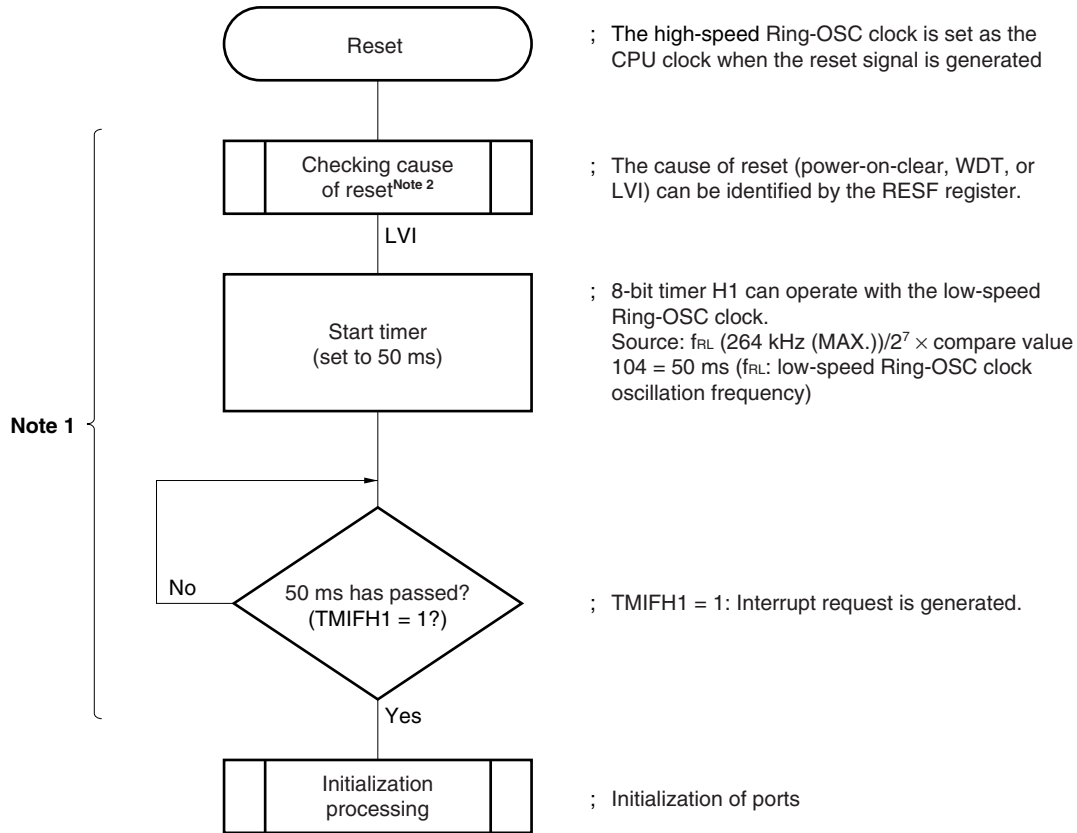 Reset
; The high-speed Ring-OSC clock is set as the
CPU clock when the reset signal is generated
Checking cause
of reset^Note 2
; The cause of reset (power-on-clear, WDT, or
LVI) can be identified by the RESF register.
LVI
Start timer
(set to 50 ms)
; 8-bit timer H1 can operate with the low-speed
Ring-OSC clock.
Source: fRL (264 kHz (MAX.))/2⁷ × compare value
104 = 50 ms (fRL: low-speed Ring-OSC clock
oscillation frequency)
Note 1
No
50 ms has passed?
(TMIFH1 = 1?)
; TMIFH1 = 1: Interrupt request is generated.
Yes
Initialization
processing
; Initialization of ports